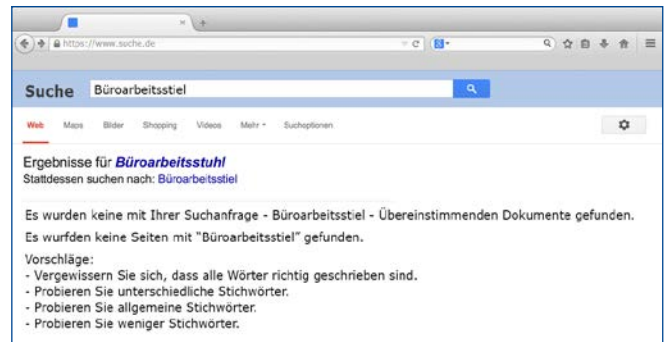 https://www.suche.de
Suche Büroarbeitsstiel
Web Maps Bilder Shopping Videos Mehr Suchoptionen
Ergebnisse für Büroarbeitsstuhl
Stattdessen suchen nach: Büroarbeitsstiel
Es wurden keine mit Ihrer Suchanfrage - Büroarbeitsstiel - Übereinstimmenden Dokumente gefunden.
Es wurfden keine Seiten mit “Büroarbeitsstiel” gefunden.
Vorschläge:
- Vergewissern Sie sich, dass alle Wörter richtig geschrieben sind.
- Probieren Sie unterschiedliche Stichwörter.
- Probieren Sie allgemeine Stichwörter.
- Probieren Sie weniger Stichwörter.